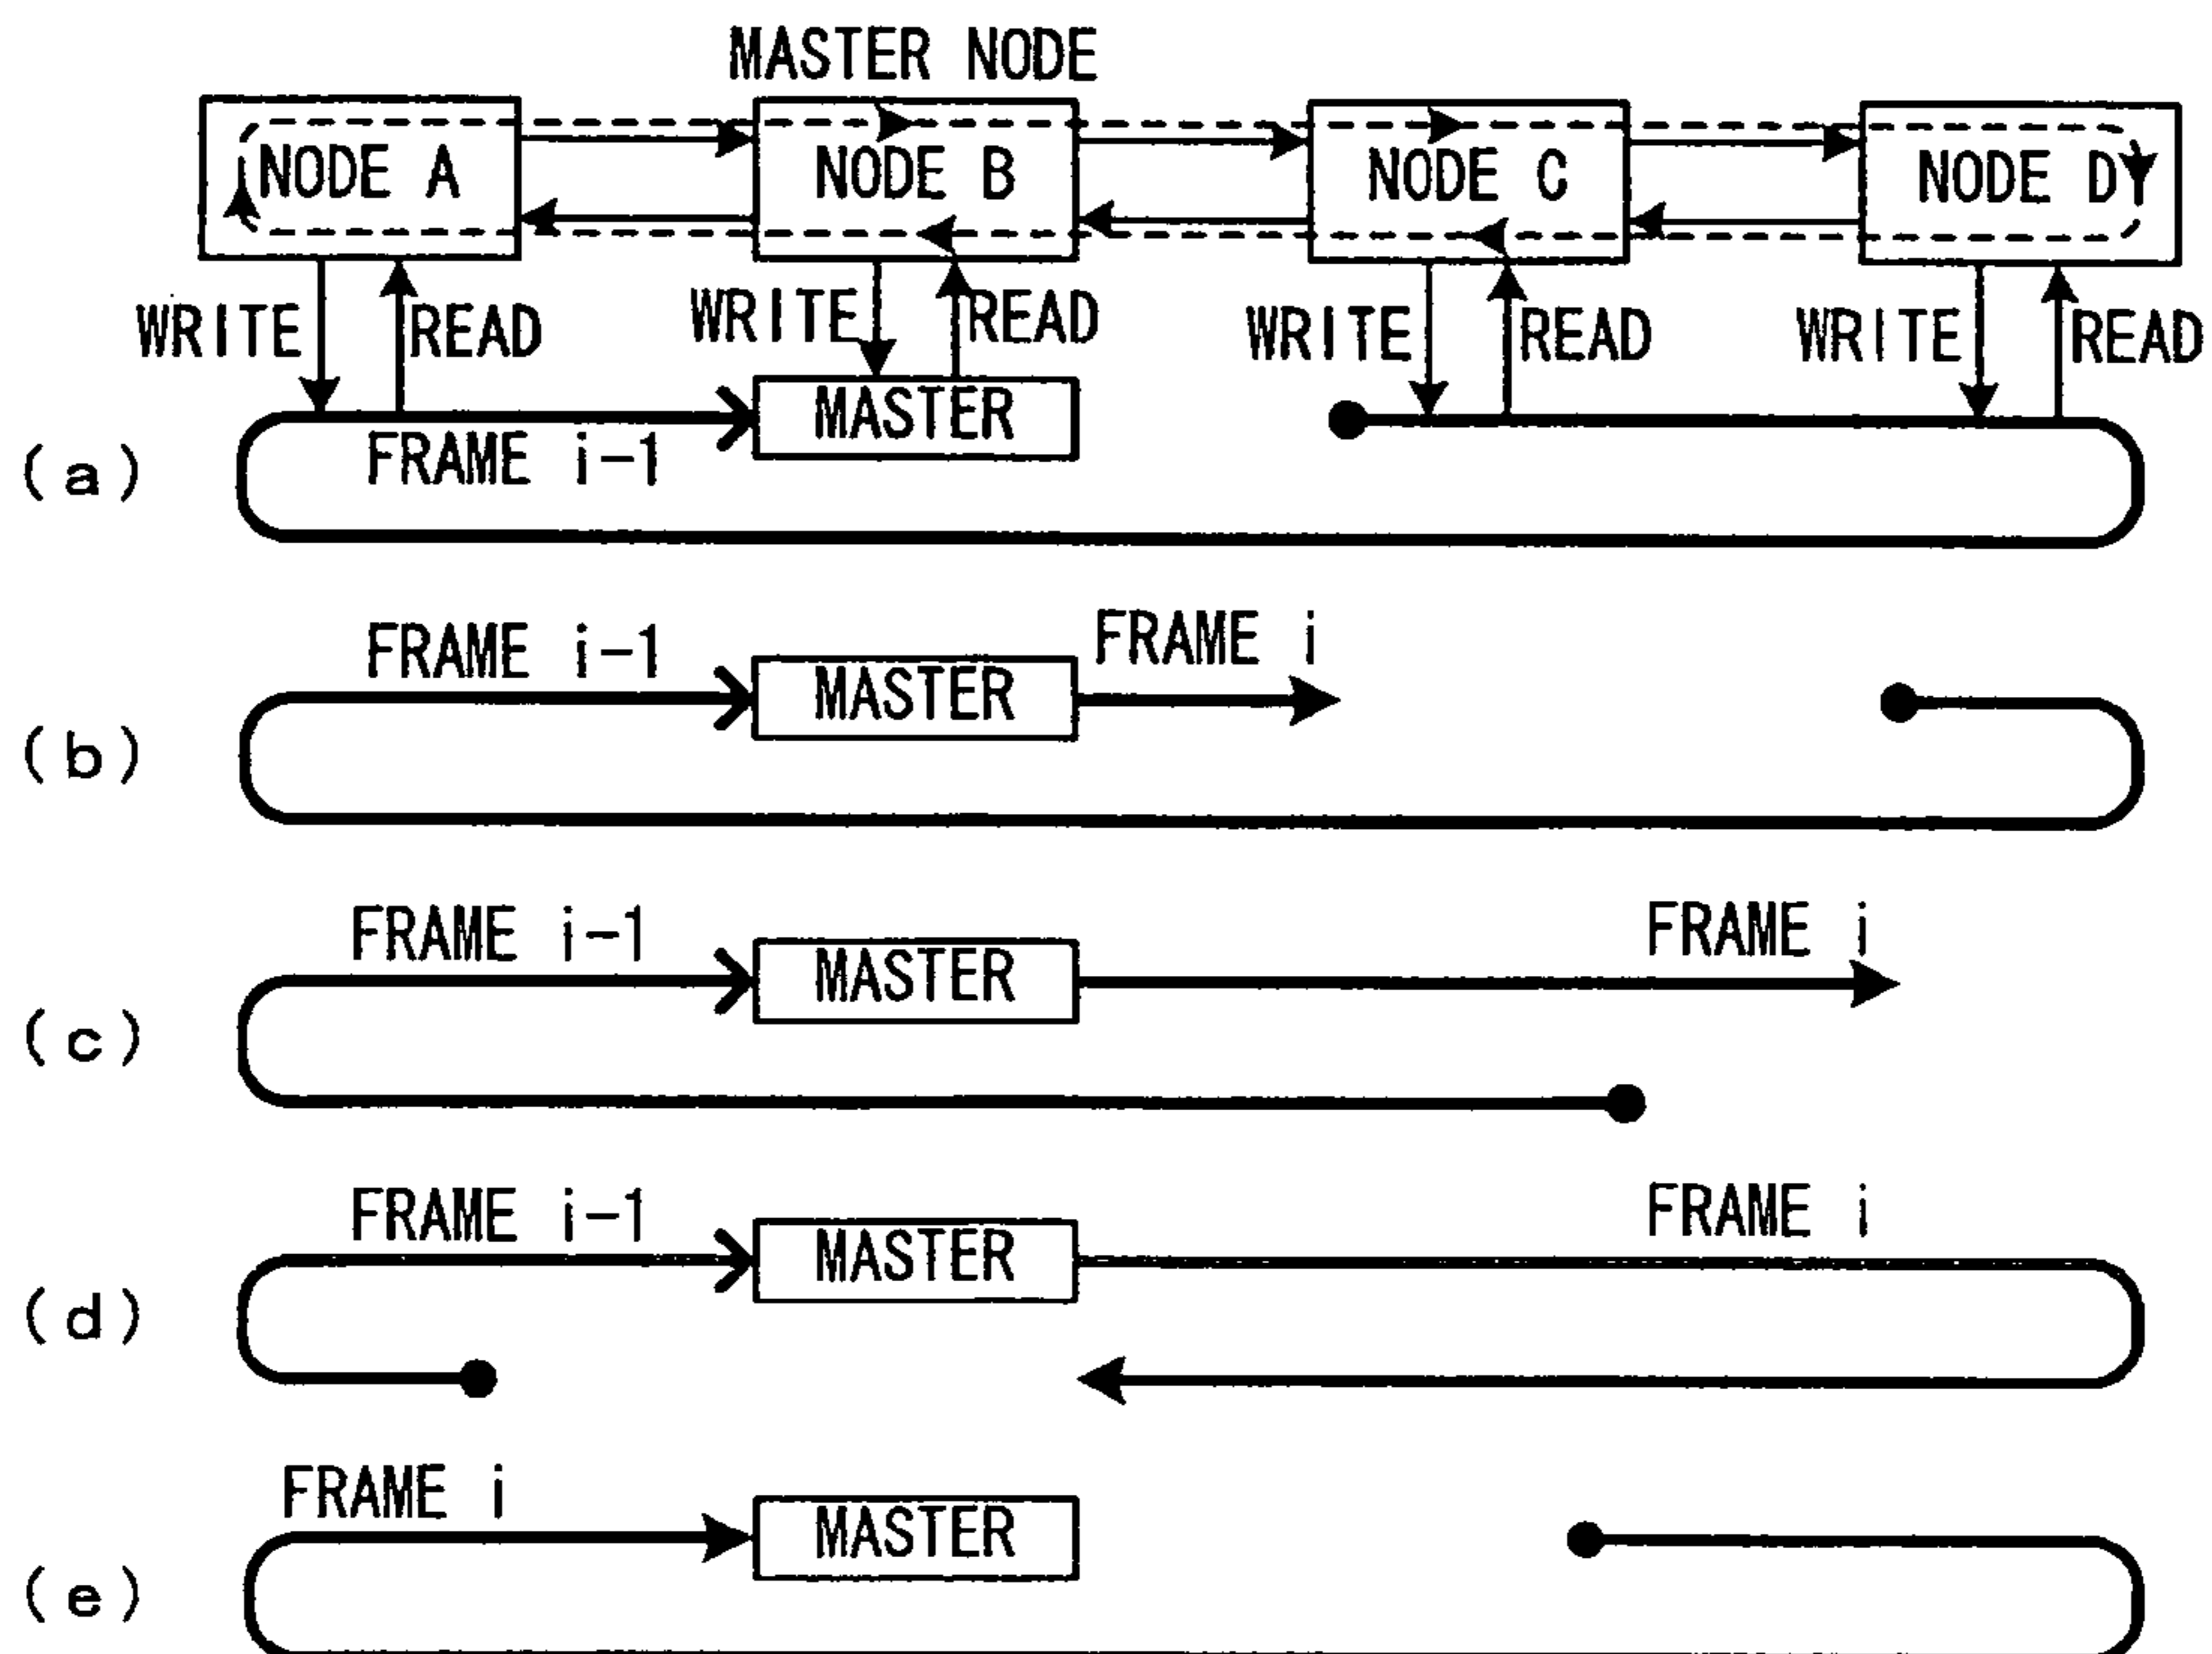 MASTER NODE
NODE A NODE B NODE C NODE D
WRITE READ WRITE READ WRITE READ WRITE READ
MASTER
(a) FRAME i-1
FRAME i-1 FRAME i
MASTER
(b)
FRAME i-1 FRAME i
MASTER
(c)
FRAME i-1 FRAME i
MASTER
(d)
FRAME i
MASTER
(e)